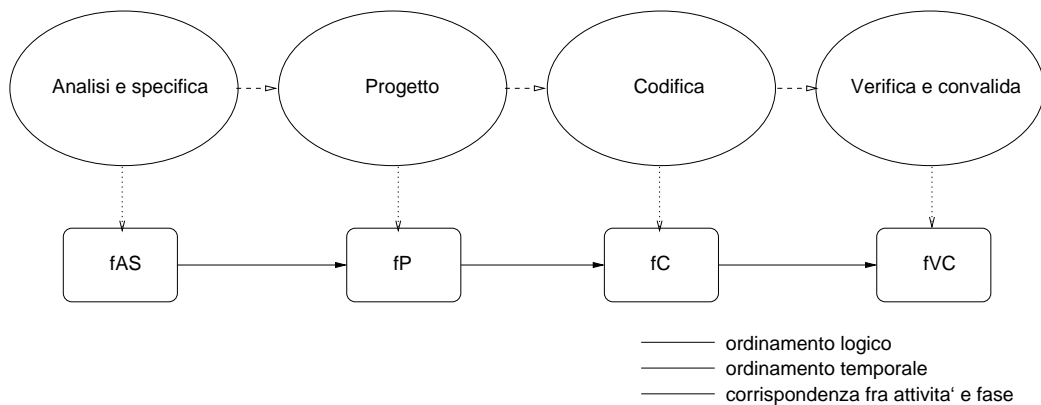 Analisi e specifica
Progetto
Codifica
Verifica e convalida
fAS
fP
fC
fVC
ordinamento logico
ordinamento temporale
corrispondenza fra attivita‘ e fase